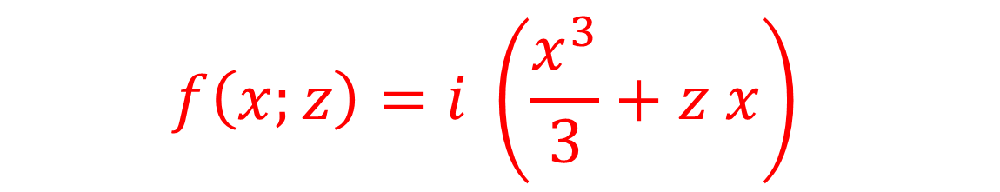 f(x; z) = i (x³/3 + z x)